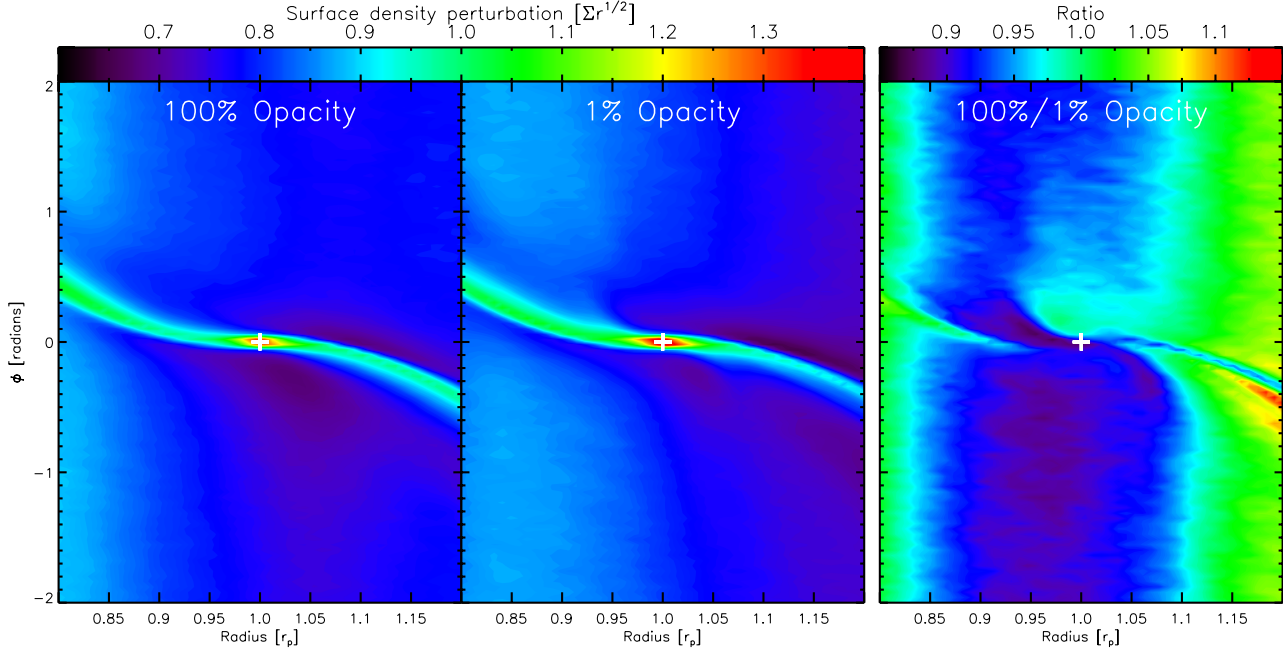 Surface density perturbation [Σr^1/2]
Ratio
0.7 0.8 0.9 1.0 1.1 1.2 1.3
0.9 0.95 1.0 1.05 1.1
100% Opacity
1% Opacity
100%/1% Opacity
2
1
0
−1
−2
ϕ [radians]
0.85 0.9 0.95 1.0 1.05 1.1 1.15
0.85 0.9 0.95 1.0 1.05 1.1 1.15
0.85 0.9 0.95 1.0 1.05 1.1 1.15
Radius [r_p]
Radius [r_p]
Radius [r_p]